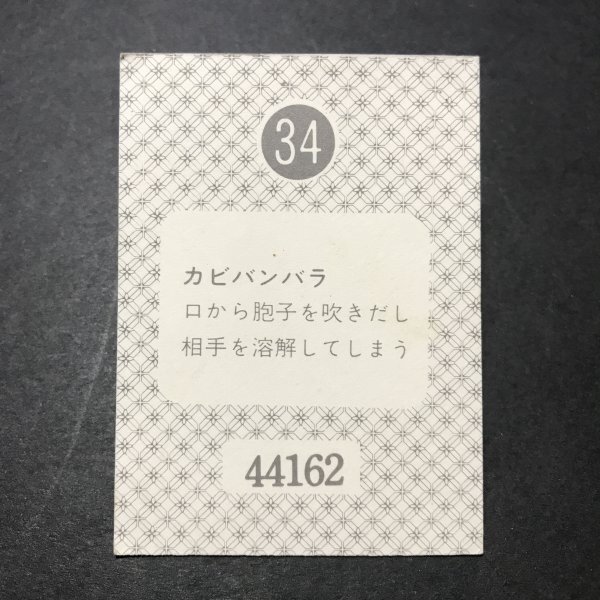 34
カビバンバラ
口から胞子を吹きだし
相手を溶解してしまう
44162